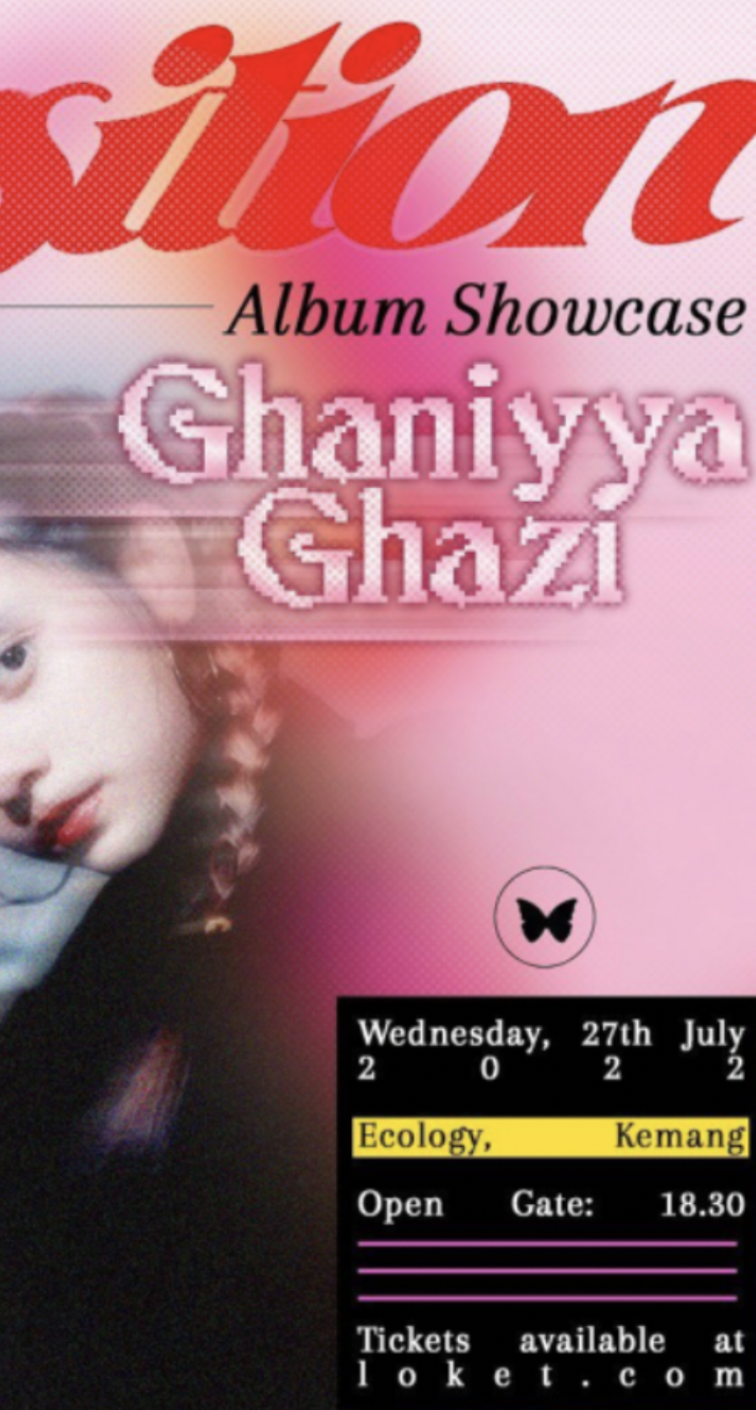 sition
Album Showcase
Ghaniyya
Ghazi
Wednesday, 27th July
2 0 2 2
Ecology, Kemang
Open Gate: 18.30
Tickets available at
l o k e t . c o m